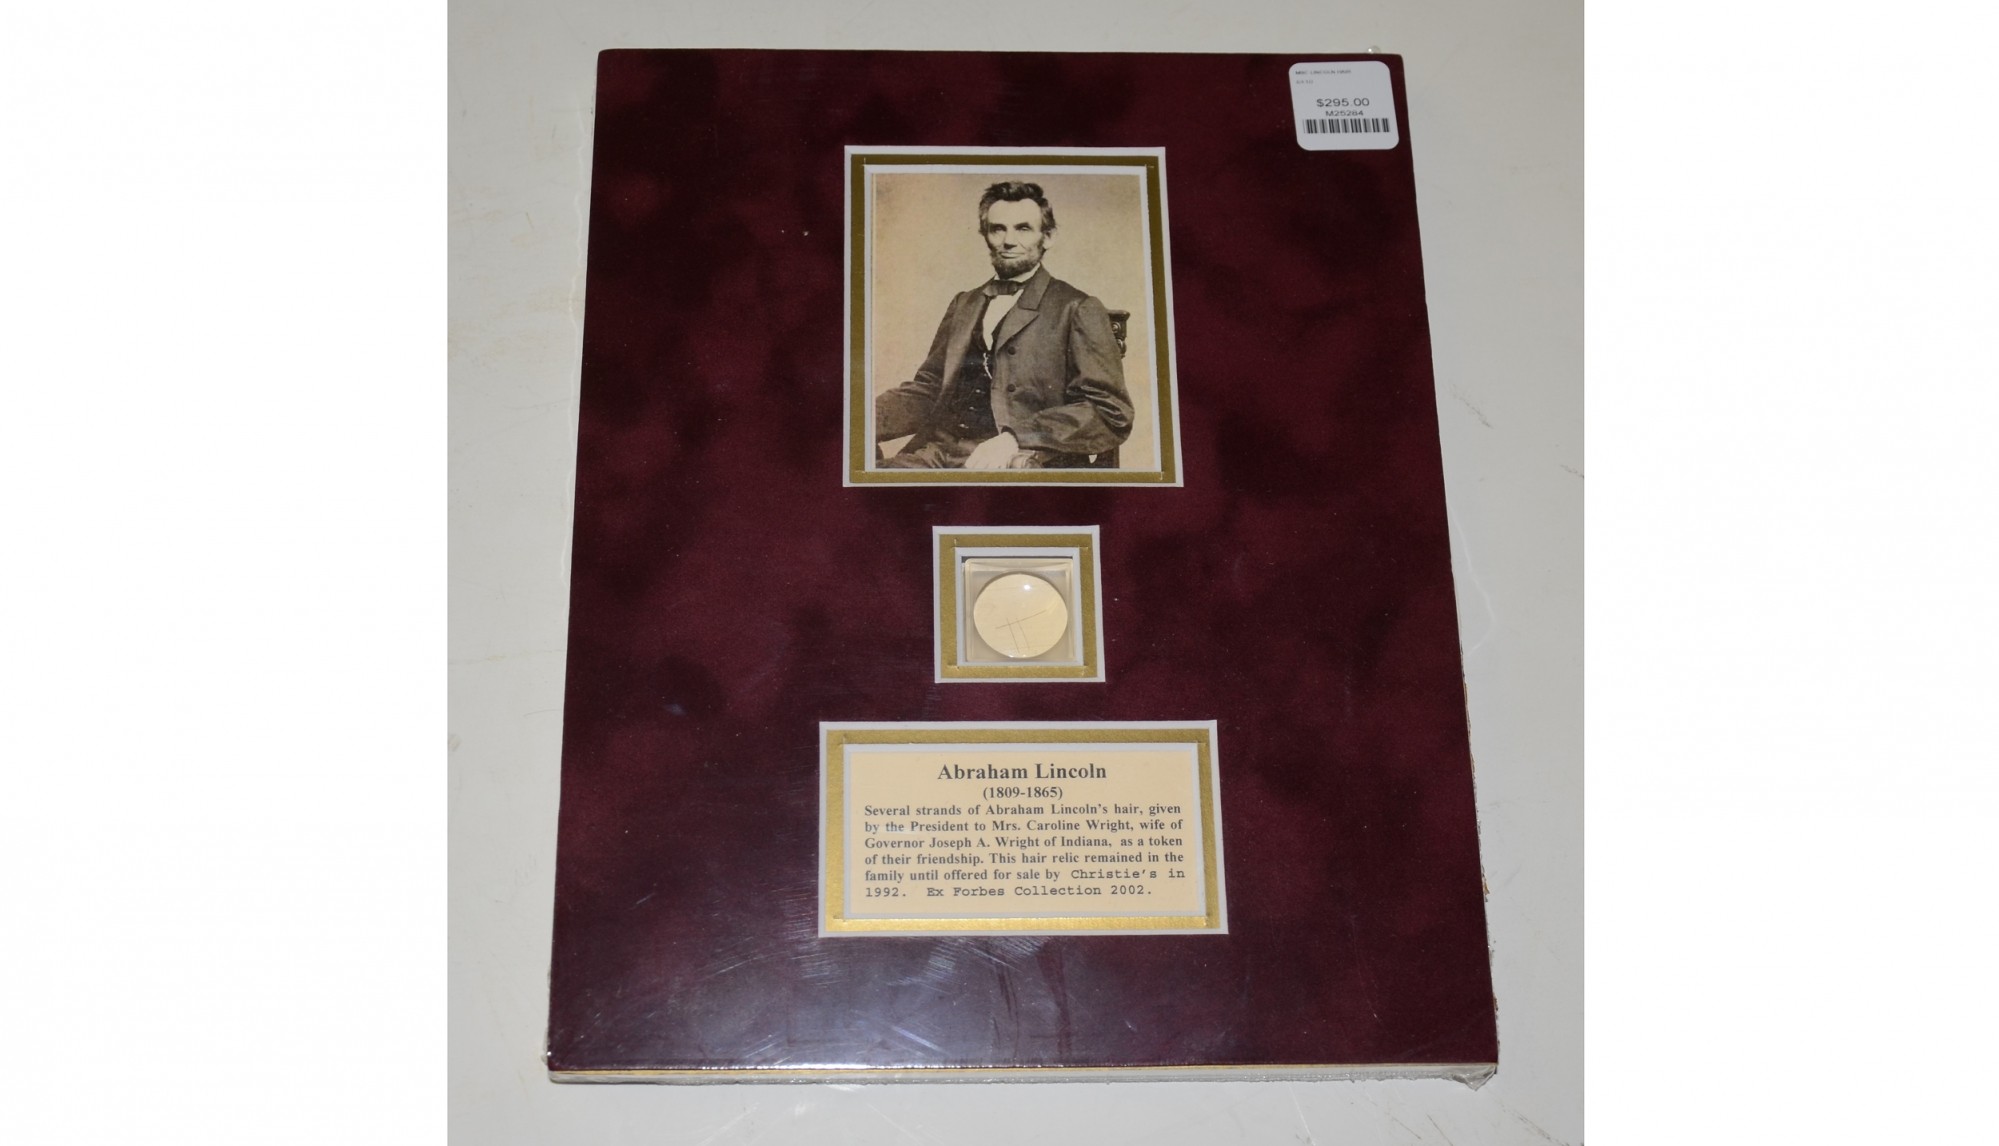 $295.00
M25284
Abraham Lincoln
(1809-1865)
Several strands of Abraham Lincoln's hair, given
by the President to Mrs. Caroline Wright, wife of
Governor Joseph A. Wright of Indiana, as a token
of their friendship. This hair relic remained in the
family until offered for sale by Christie's in
1992. Ex Forbes Collection 2002.